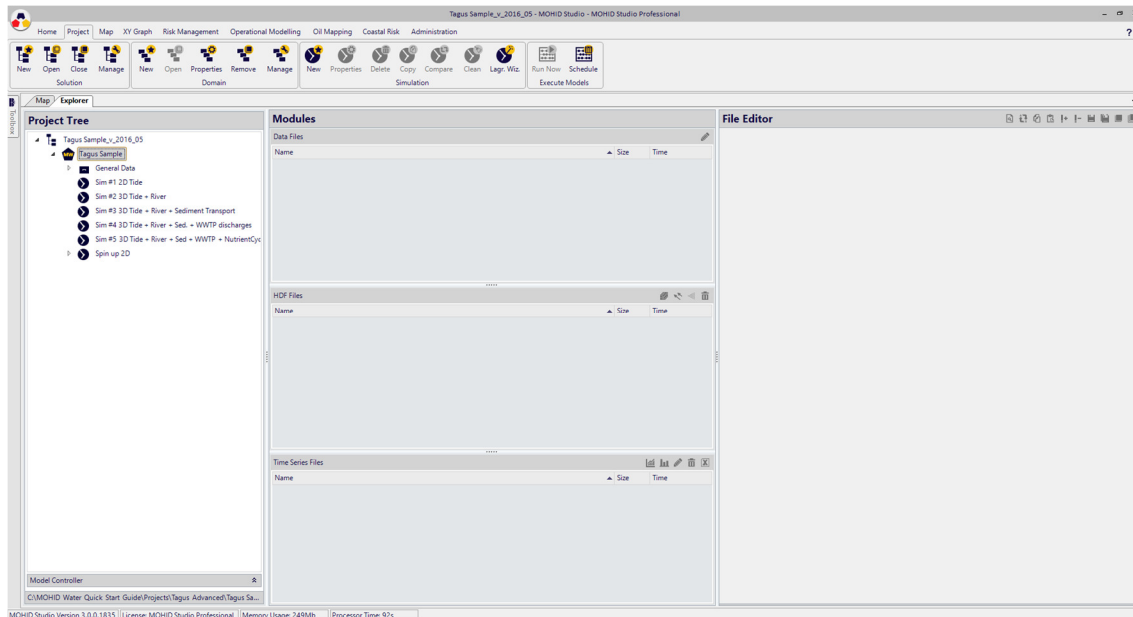 Tagus Sample_v_2016_05 - MOHID Studio - MOHID Studio Professional
Home Project Map XY Graph Risk Management Operational Modelling Oil Mapping Coastal Risk Administration ?
New Open Close Manage New Open Properties Remove Manage New Properties Delete Copy Compare Clean Lagr. Wiz. Run Now Schedule
Solution Domain Simulation Execute Models
Map Explorer
Toolbox
Project Tree
Tagus Sample_v_2016_05
MW Tagus Sample
General Data
Sim #1 2D Tide
Sim #2 3D Tide + River
Sim #3 3D Tide + River + Sediment Transport
Sim #4 3D Tide + River + Sed. + WWTP discharges
Sim #5 3D Tide + River + Sed + WWTP + NutrientCyc
Spin up 2D
Model Controller
C:\MOHID Water Quick Start Guide\Projects\Tagus Advanced\Tagus Sa...
Modules
Data Files
Name Size Time
HDF Files
Name Size Time
Time Series Files
Name Size Time
File Editor
MOHID Studio Version 3.0.0.1835 License: MOHID Studio Professional Memory Usage: 249Mb Processor Time: 92s